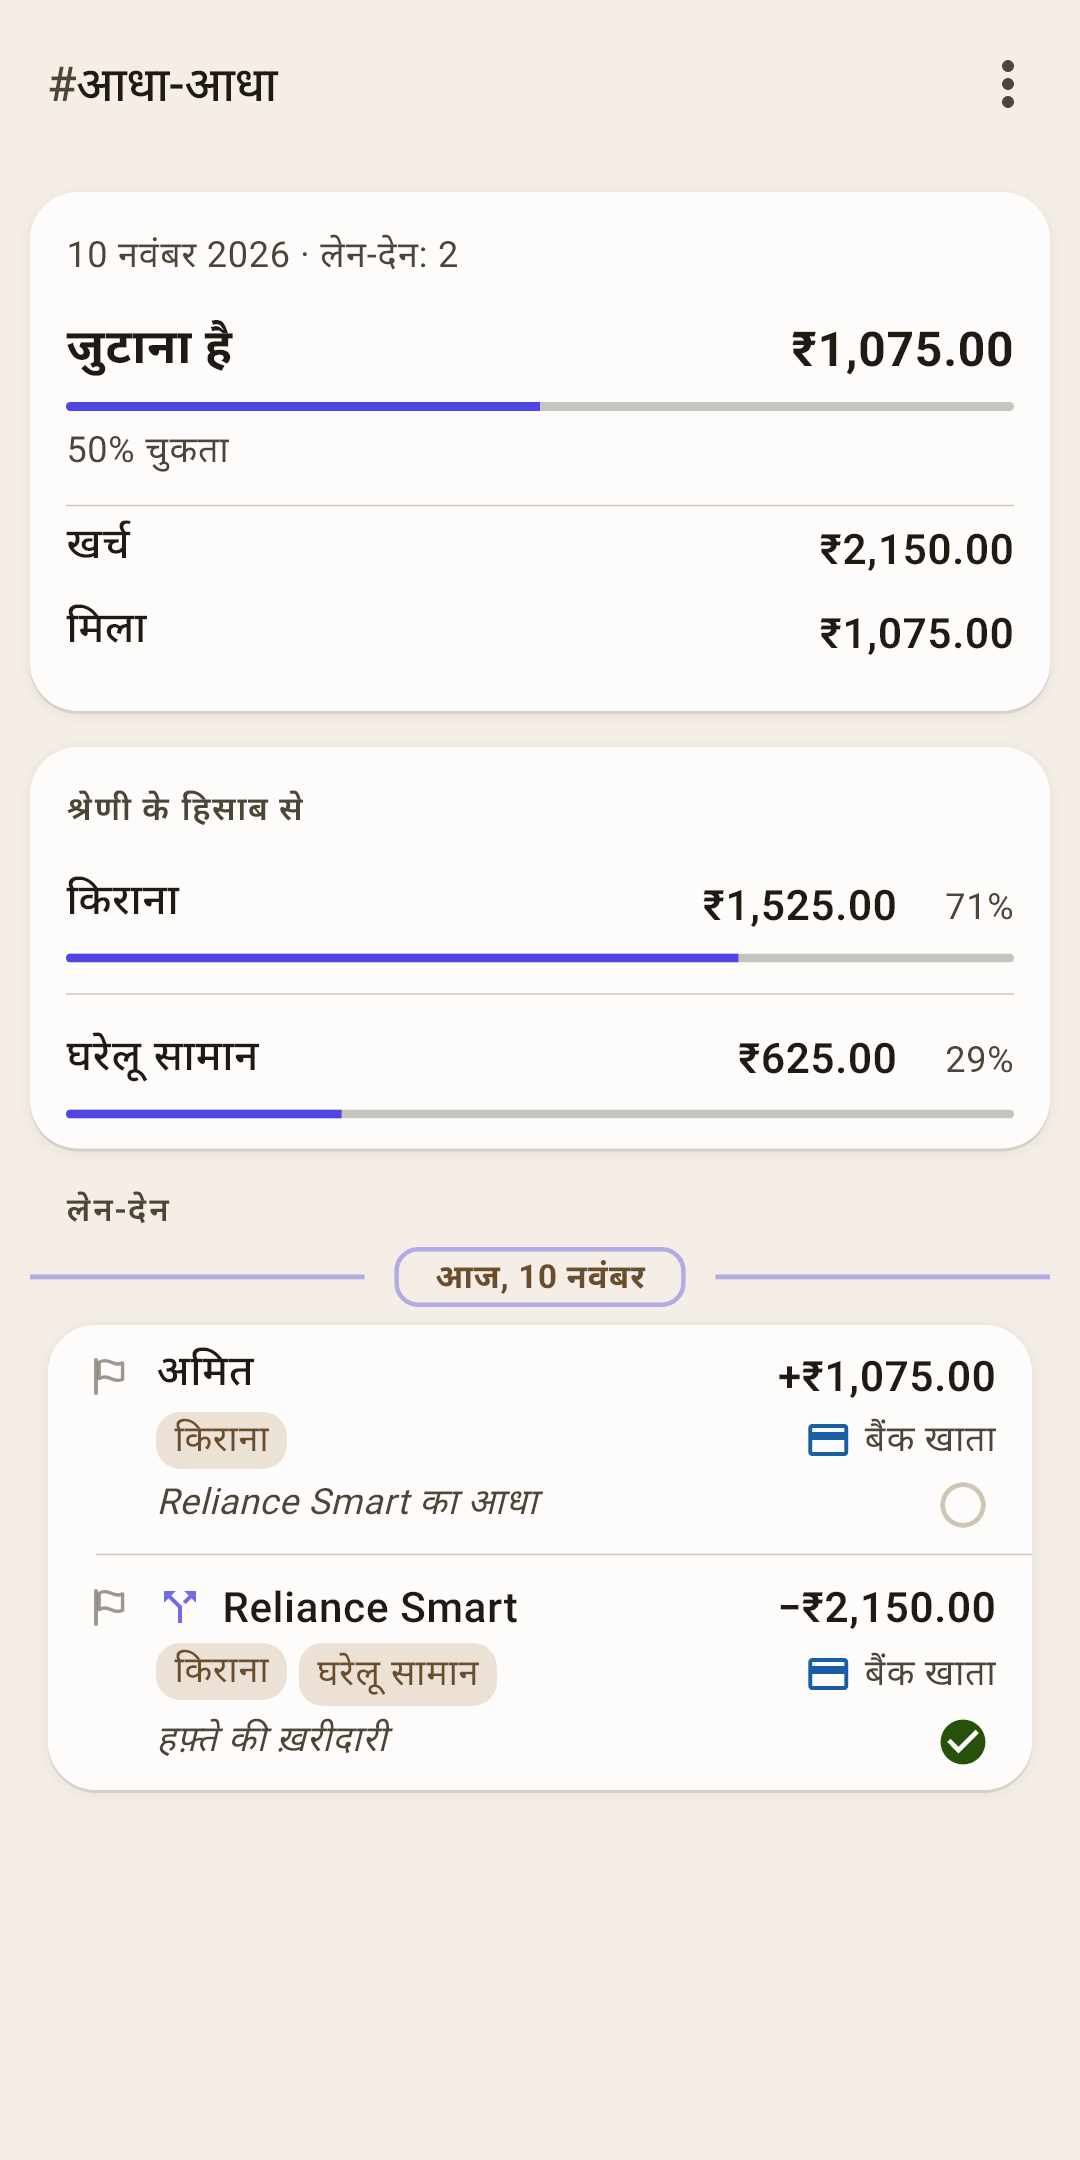 #आधा-आधा
10 नवंबर 2026 · लेन-देन: 2
जुटाना है ₹1,075.00
50% चुकता
खर्च ₹2,150.00
मिला ₹1,075.00
श्रेणी के हिसाब से
किराना ₹1,525.00 71%
घरेलू सामान ₹625.00 29%
लेन-देन
आज, 10 नवंबर
अमित +₹1,075.00
किराना बैंक खाता
Reliance Smart का आधा
Reliance Smart −₹2,150.00
किराना घरेलू सामान बैंक खाता
हफ़्ते की ख़रीदारी